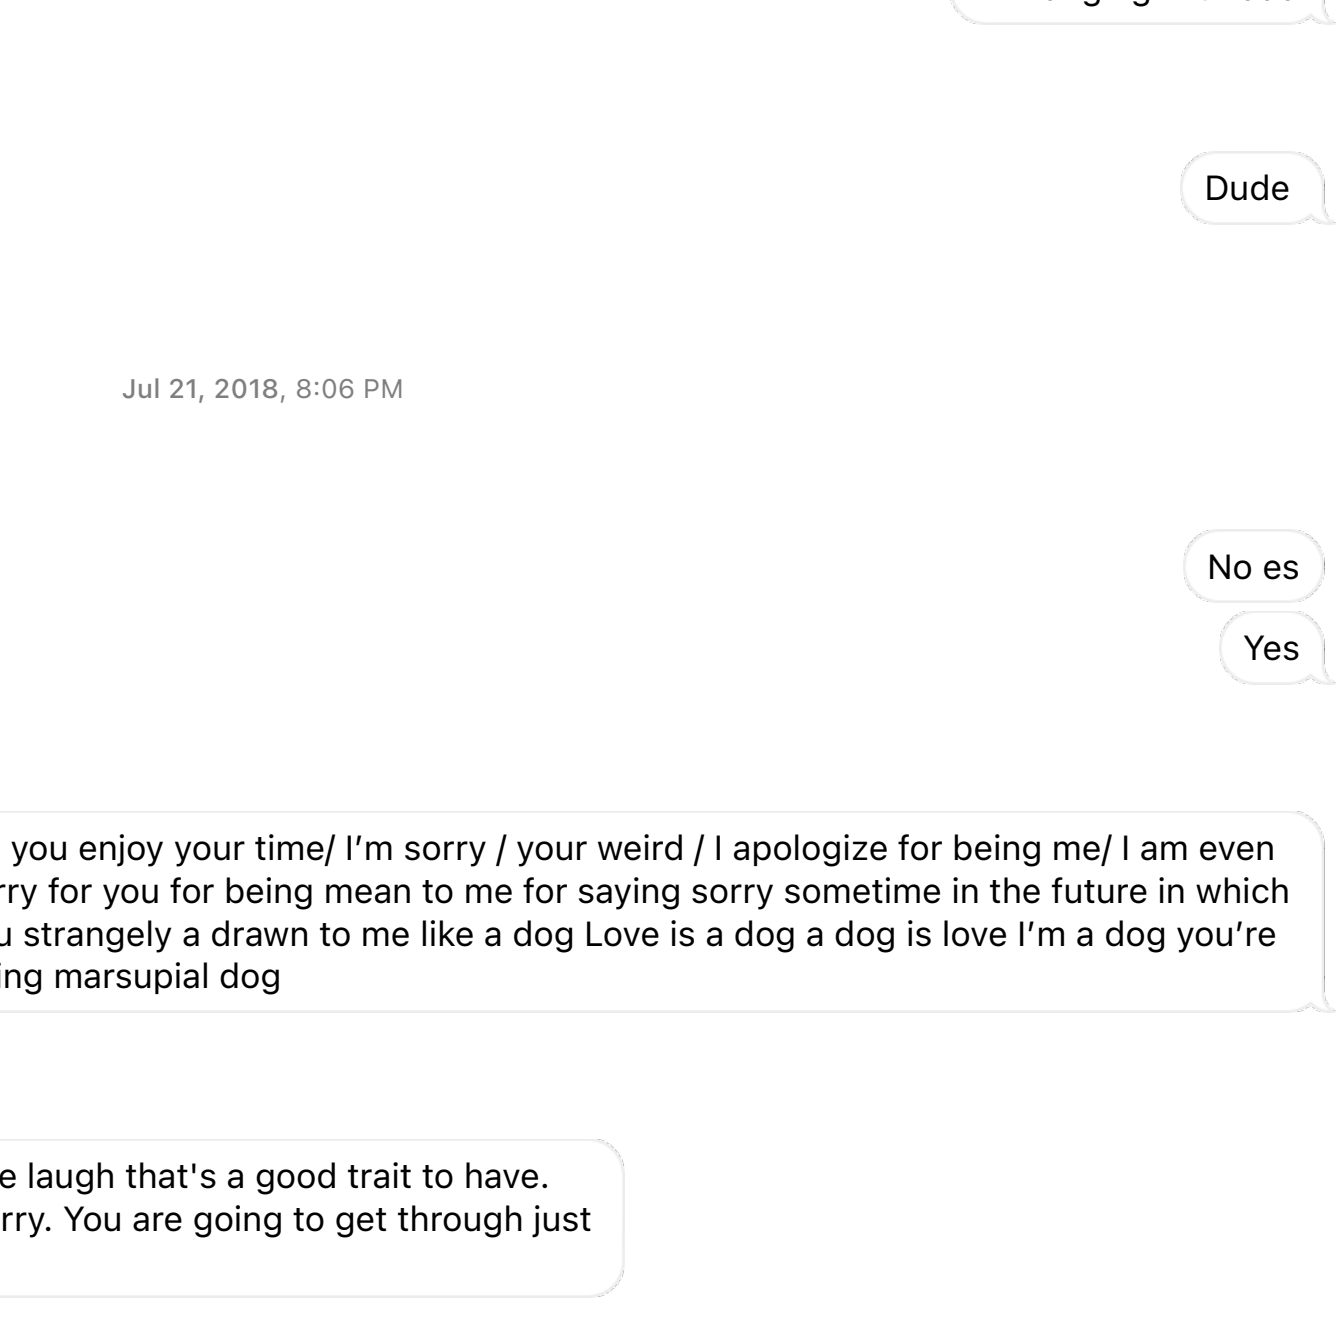 Dude
Jul 21, 2018, 8:06 PM
No es
Yes
you enjoy your time/ I’m sorry / your weird / I apologize for being me/ I am even
for you for being mean to me for saying sorry sometime in the future in which
strangely a drawn to me like a dog Love is a dog a dog is love I’m a dog you’re
marsupial dog
laugh that's a good trait to have.
You are going to get through just